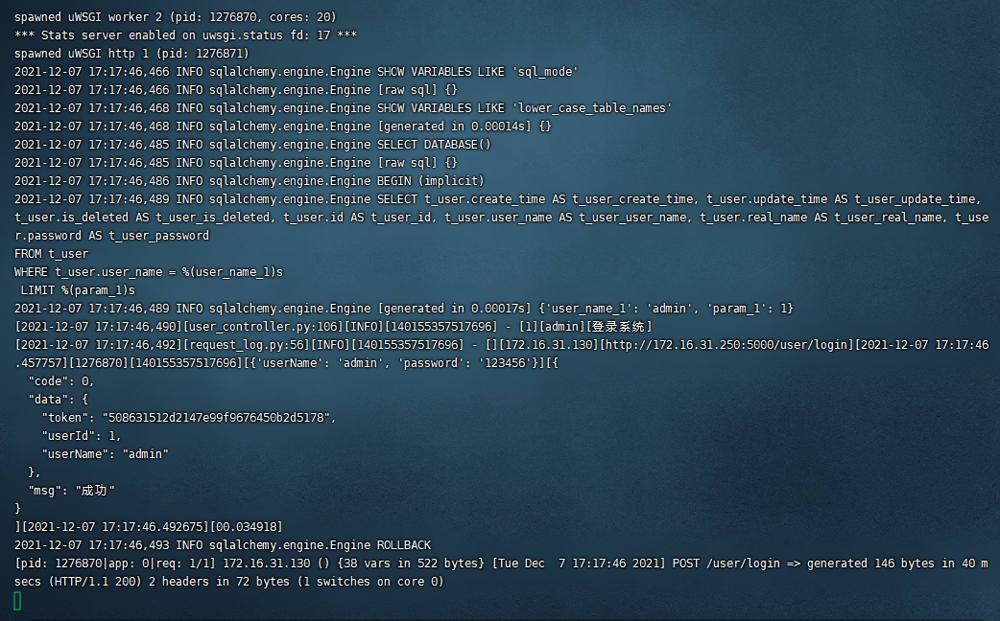 spawned uWSGI worker 2 (pid: 1276870, cores: 20)
*** Stats server enabled on uwsgi.status fd: 17 ***
spawned uWSGI http 1 (pid: 1276871)
2021-12-07 17:17:46,466 INFO sqlalchemy.engine.Engine SHOW VARIABLES LIKE 'sql_mode'
2021-12-07 17:17:46,466 INFO sqlalchemy.engine.Engine [raw sql] {}
2021-12-07 17:17:46,468 INFO sqlalchemy.engine.Engine SHOW VARIABLES LIKE 'lower_case_table_names'
2021-12-07 17:17:46,468 INFO sqlalchemy.engine.Engine [generated in 0.00014s] {}
2021-12-07 17:17:46,485 INFO sqlalchemy.engine.Engine SELECT DATABASE()
2021-12-07 17:17:46,485 INFO sqlalchemy.engine.Engine [raw sql] {}
2021-12-07 17:17:46,486 INFO sqlalchemy.engine.Engine BEGIN (implicit)
2021-12-07 17:17:46,489 INFO sqlalchemy.engine.Engine SELECT t_user.create_time AS t_user_create_time, t_user.update_time AS t_user_update_time,
t_user.is_deleted AS t_user_is_deleted, t_user.id AS t_user_id, t_user.user_name AS t_user_user_name, t_user.real_name AS t_user_real_name, t_use
r.password AS t_user_password
FROM t_user
WHERE t_user.user_name = %(user_name_1)s
 LIMIT %(param_1)s
2021-12-07 17:17:46,489 INFO sqlalchemy.engine.Engine [generated in 0.00017s] {'user_name_1': 'admin', 'param_1': 1}
[2021-12-07 17:17:46,490][user_controller.py:106][INFO][140155357517696] - [1][admin][登录系统]
[2021-12-07 17:17:46,492][request_log.py:56][INFO][140155357517696] - [][172.16.31.130][http://172.16.31.250:5000/user/login][2021-12-07 17:17:46
.457757][1276870][140155357517696][{'userName': 'admin', 'password': '123456'}][{
  "code": 0,
  "data": {
    "token": "508631512d2147e99f9676450b2d5178",
    "userId": 1,
    "userName": "admin"
  },
  "msg": "成功"
}
][2021-12-07 17:17:46.492675][00.034918]
2021-12-07 17:17:46,493 INFO sqlalchemy.engine.Engine ROLLBACK
[pid: 1276870|app: 0|req: 1/1] 172.16.31.130 () {38 vars in 522 bytes} [Tue Dec  7 17:17:46 2021] POST /user/login => generated 146 bytes in 40 m
secs (HTTP/1.1 200) 2 headers in 72 bytes (1 switches on core 0)